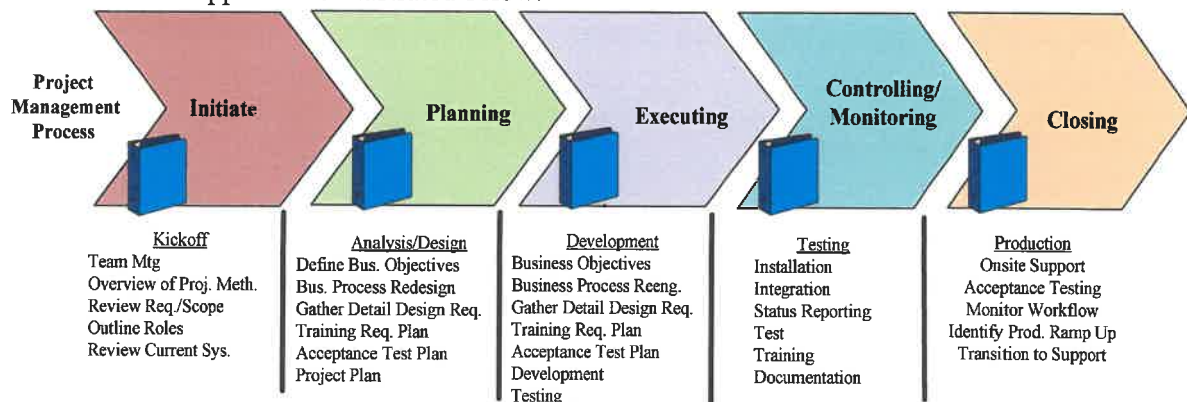 Project
Management
Process
Initiate
Planning
Executing
Controlling/
Monitoring
Closing
Kickoff
Team Mtg
Overview of Proj. Meth.
Review Req./Scope
Outline Roles
Review Current Sys.
Analysis/Design
Define Bus. Objectives
Bus. Process Redesign
Gather Detail Design Req.
Training Req. Plan
Acceptance Test Plan
Project Plan
Development
Business Objectives
Business Process Reeng.
Gather Detail Design Req.
Training Req. Plan
Acceptance Test Plan
Development
Testing
Testing
Installation
Integration
Status Reporting
Test
Training
Documentation
Production
Onsite Support
Acceptance Testing
Monitor Workflow
Identify Prod. Ramp Up
Transition to Support